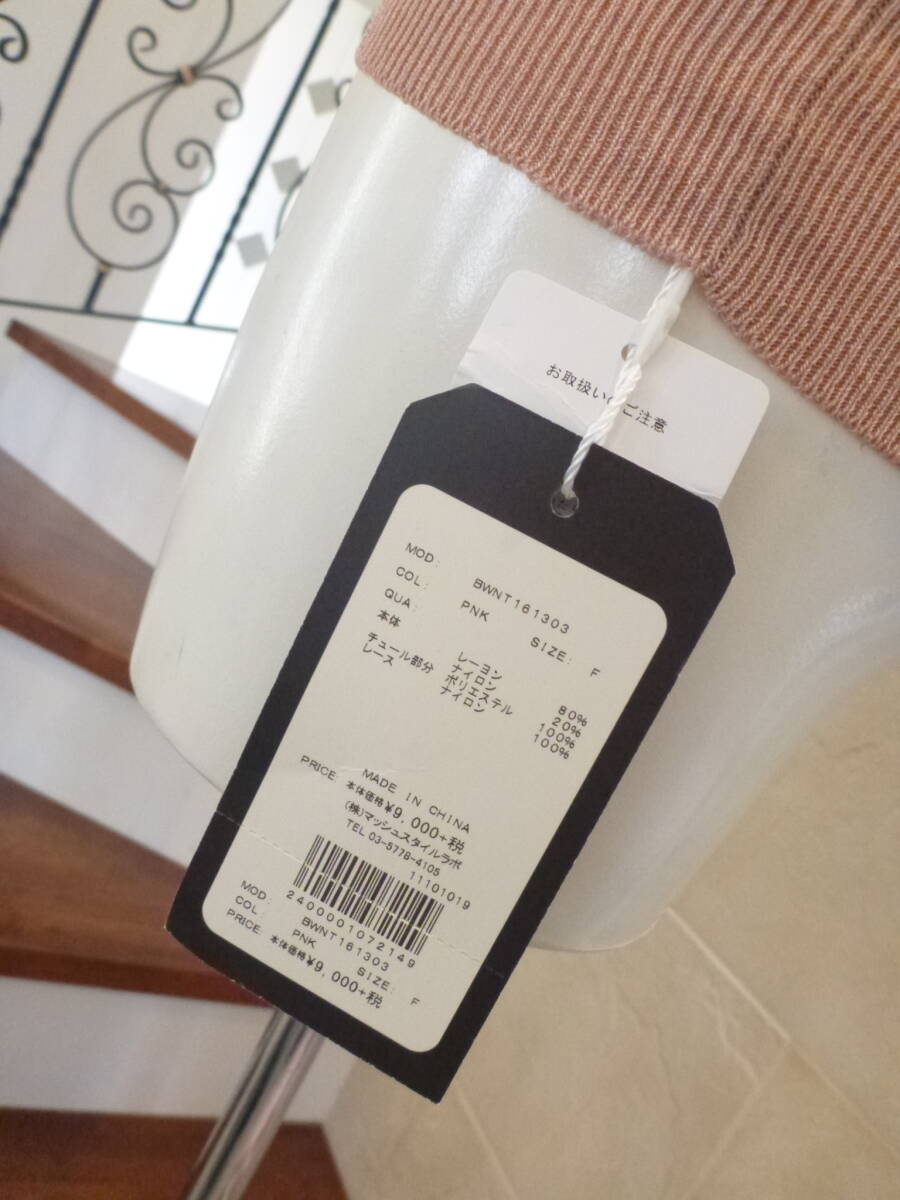 お取扱いのご注意
MOD: BWNT161303
COL: PNK SIZE: F
QUA:
本体 レーヨン 80%
ナイロン 20%
チュール部分 ポリエステル 100%
レース ナイロン 100%
MADE IN CHINA
PRICE: 本体価格¥9,000+税
(株)マッシュスタイルラボ
TEL 03-5778-4105
11101019
2400001072149
MOD: BWNT161303
COL: PNK SIZE: F
PRICE: 本体価格¥9,000+税